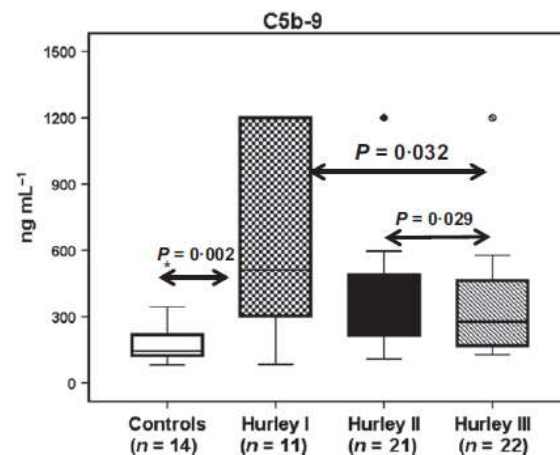 C5b-9
1500
1200
900
600
300
0
ng mL⁻¹
P = 0·032
P = 0·029
P = 0·002
*
Controls
(n = 14)
Hurley I
(n = 11)
Hurley II
(n = 21)
Hurley III
(n = 22)